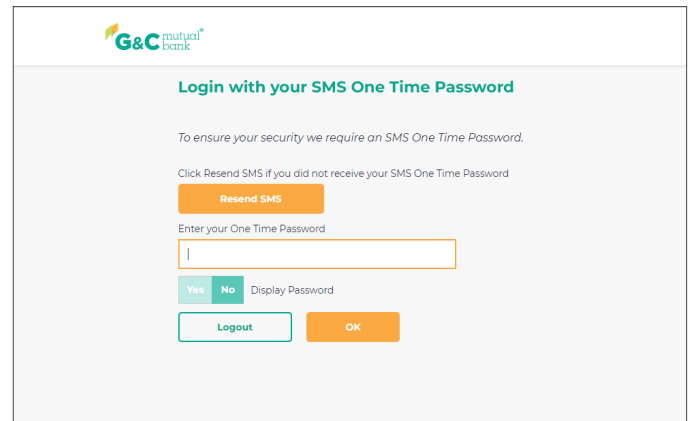 G&C mutual
bank
Login with your SMS One Time Password
To ensure your security we require an SMS One Time Password.
Click Resend SMS if you did not receive your SMS One Time Password
Resend SMS
Enter your One Time Password
Yes No Display Password
Logout OK